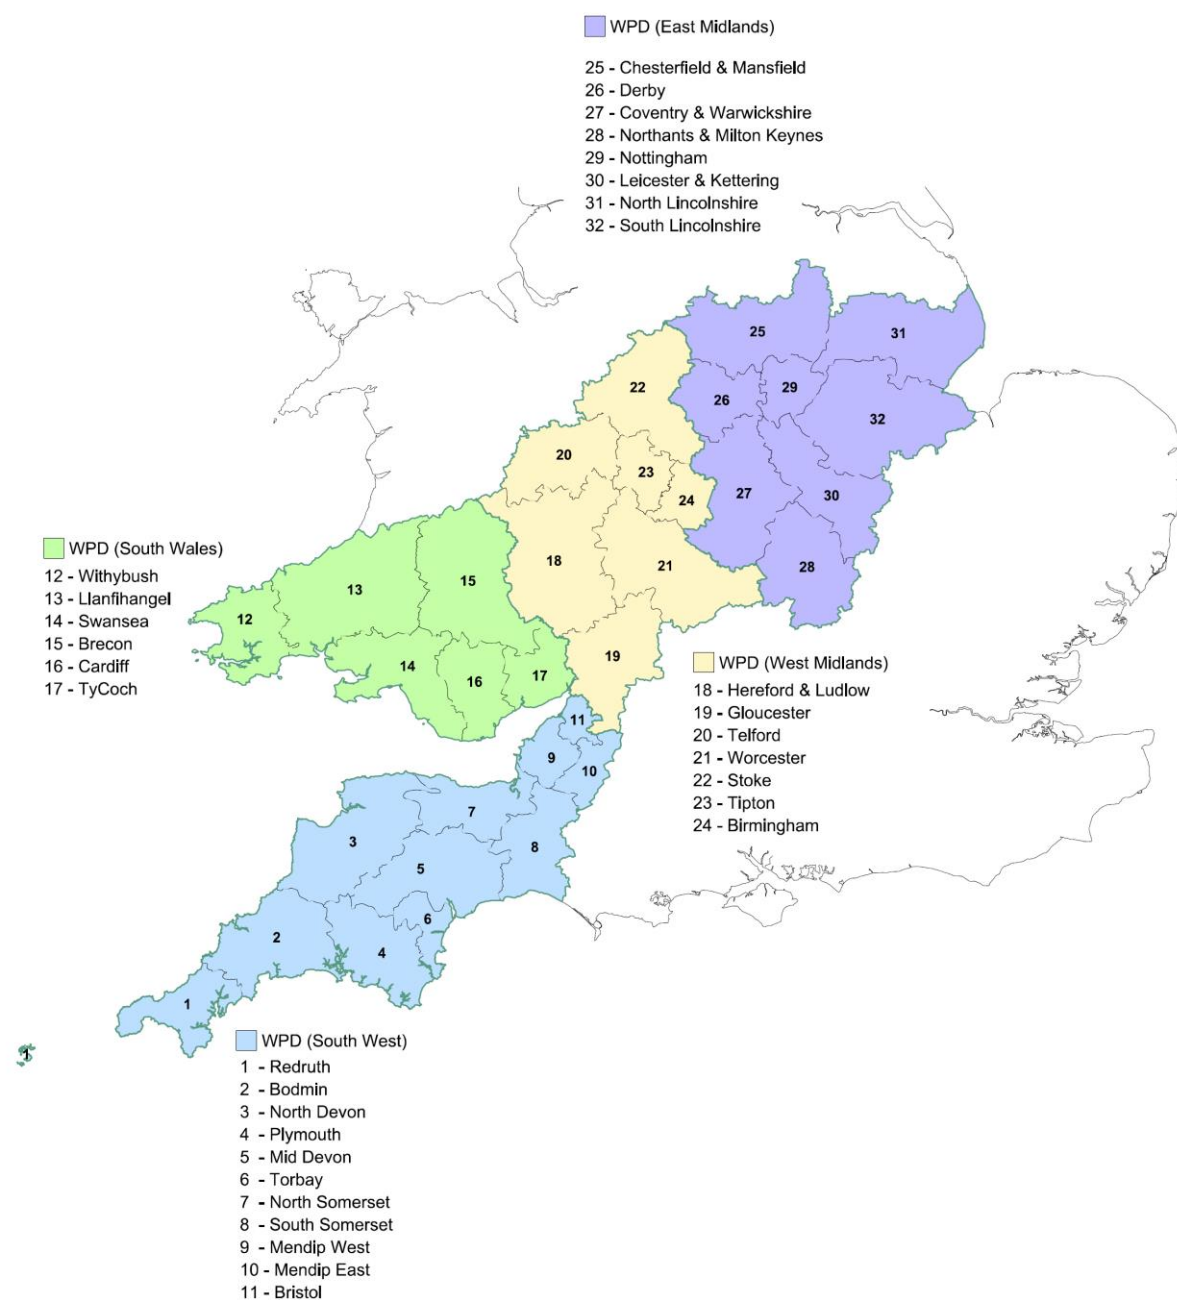 WPD (East Midlands)
25 - Chesterfield & Mansfield
26 - Derby
27 - Coventry & Warwickshire
28 - Northants & Milton Keynes
29 - Nottingham
30 - Leicester & Kettering
31 - North Lincolnshire
32 - South Lincolnshire
25
31
22
29
26
32
20
23
24
27
30
WPD (South Wales)
12 - Withybush
13 - Llanfihangel
14 - Swansea
15 - Brecon
16 - Cardiff
17 - TyCoch
18
21
28
15
13
12
14
16
17
19
WPD (West Midlands)
18 - Hereford & Ludlow
19 - Gloucester
20 - Telford
21 - Worcester
22 - Stoke
23 - Tipton
24 - Birmingham
11
9
10
7
3
8
5
6
2
4
1
1
WPD (South West)
1 - Redruth
2 - Bodmin
3 - North Devon
4 - Plymouth
5 - Mid Devon
6 - Torbay
7 - North Somerset
8 - South Somerset
9 - Mendip West
10 - Mendip East
11 - Bristol